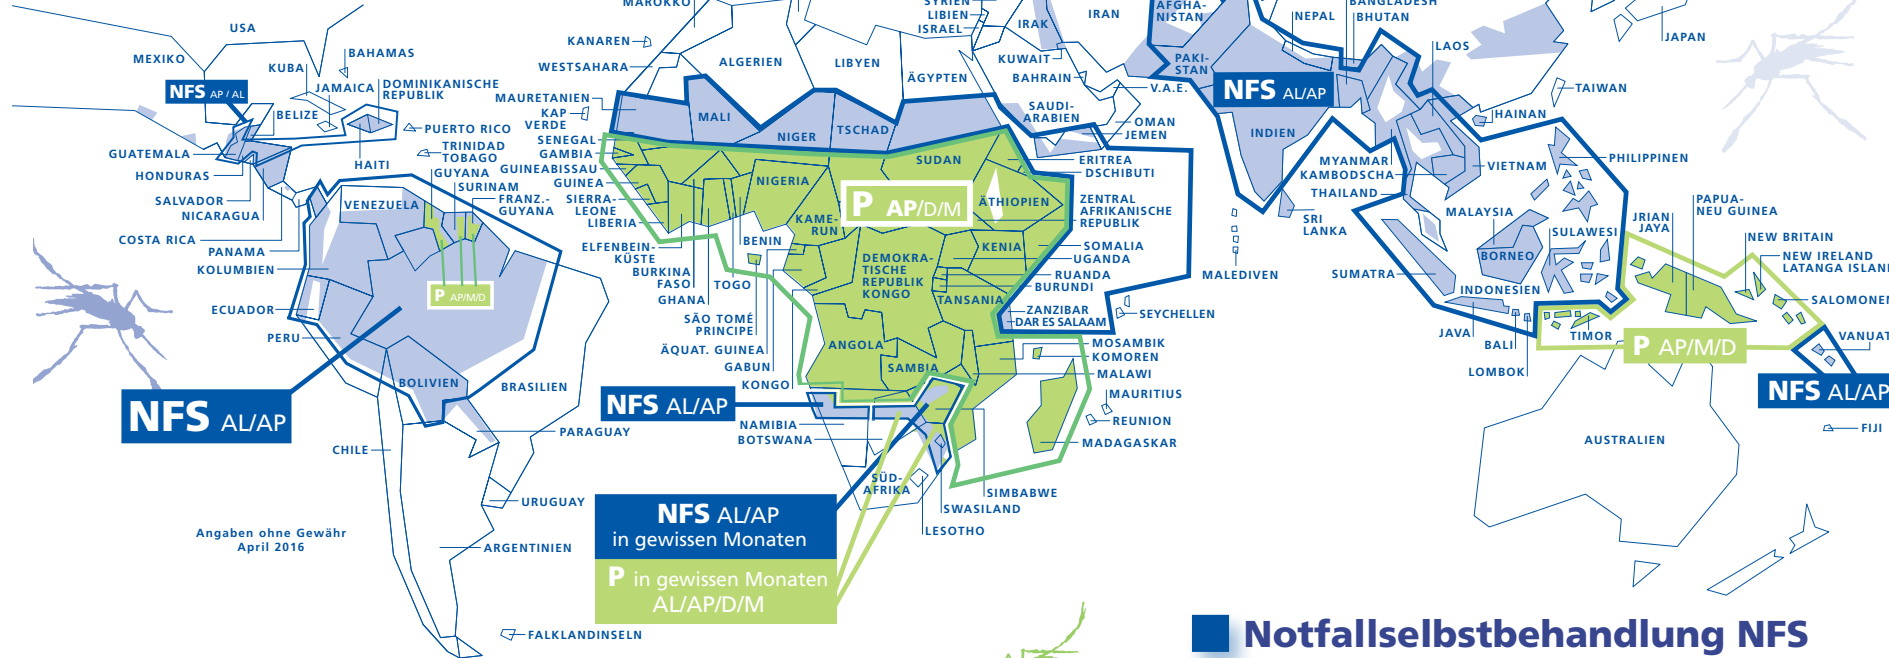 USA
MEXIKO
KUBA
BAHAMAS
JAMAICA
DOMINIKANISCHE
REPUBLIK
NFS AP / AL
BELIZE
PUERTO RICO
TRINIDAD
TOBAGO
GUATEMALA
HONDURAS
HAITI
SALVADOR
NICARAGUA
COSTA RICA
PANAMA
KOLUMBIEN
ECUADOR
PERU
VENEZUELA
GUYANA
SURINAM
FRANZ.-
GUYANA
P AP/M/D
NFS AL/AP
BOLIVIEN
BRASILIEN
PARAGUAY
CHILE
URUGUAY
ARGENTINIEN
FALKLANDINSELN
Angaben ohne Gewähr
April 2016
MAROKKO
KANAREN
WESTSAHARA
ALGERIEN
LIBYEN
ÄGYPTEN
MAURETANIEN
KAP
VERDE
SENEGAL
GAMBIA
GUINEABISSAU
GUINEA
SIERRA-
LEONE
LIBERIA
ELFENBEIN-
KÜSTE
BURKINA
FASO
GHANA
TOGO
BENIN
SÃO TOMÉ
PRINCIPE
ÄQUAT. GUINEA
GABUN
KONGO
MALI
NIGER
TSCHAD
SUDAN
NIGERIA
KAME-
RUN
P AP/D/M
ÄTHIOPIEN
KENIA
DEMOKRA-
TISCHE
REPUBLIK
KONGO
TANSANIA
ANGOLA
SAMBIA
ERITREA
DSCHIBUTI
ZENTRAL
AFRIKANISCHE
REPUBLIK
SOMALIA
UGANDA
RUANDA
BURUNDI
ZANZIBAR
DAR ES SALAAM
SEYCHELLEN
MOSAMBIK
KOMOREN
MALAWI
MAURITIUS
REUNION
MADAGASKAR
NFS AL/AP
NAMIBIA
BOTSWANA
SÜD-
AFRIKA
SIMBABWE
SWASILAND
LESOTHO
NFS AL/AP
in gewissen Monaten
P in gewissen Monaten
AL/AP/D/M
SYRIEN
LIBIEN
ISRAEL
IRAK
IRAN
KUWAIT
BAHRAIN
V.A.E.
SAUDI-
ARABIEN
OMAN
JEMEN
AFGHA-
NISTAN
PAKI-
STAN
NEPAL
BANGLADESH
BHUTAN
NFS AL/AP
INDIEN
LAOS
JAPAN
TAIWAN
HAINAN
MYANMAR
KAMBODSCHA
THAILAND
VIETNAM
PHILIPPINEN
SRI
LANKA
MALEDIVEN
MALAYSIA
SULAWESI
BORNEO
SUMATRA
INDONESIEN
JAVA
BALI
LOMBOK
TIMOR
JRIAN
JAYA
PAPUA-
NEU GUINEA
NEW BRITAIN
NEW IRELAND
LATANGA ISLAN
SALOMONEN
P AP/M/D
VANUAT
NFS AL/AP
FIJI
AUSTRALIEN
Notfallselbstbehandlung NFS